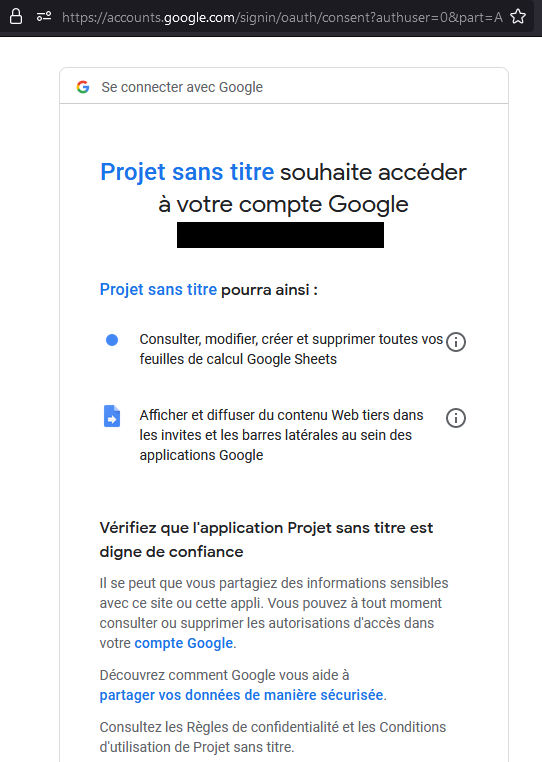 https://accounts.google.com/signin/oauth/consent?authuser=0&part=A
Se connecter avec Google
Projet sans titre souhaite accéder
à votre compte Google
Projet sans titre pourra ainsi :
Consulter, modifier, créer et supprimer toutes vos
feuilles de calcul Google Sheets
Afficher et diffuser du contenu Web tiers dans
les invites et les barres latérales au sein des
applications Google
Vérifiez que l'application Projet sans titre est
digne de confiance
Il se peut que vous partagiez des informations sensibles
avec ce site ou cette appli. Vous pouvez à tout moment
consulter ou supprimer les autorisations d'accès dans
votre compte Google.
Découvrez comment Google vous aide à
partager vos données de manière sécurisée.
Consultez les Règles de confidentialité et les Conditions
d'utilisation de Projet sans titre.